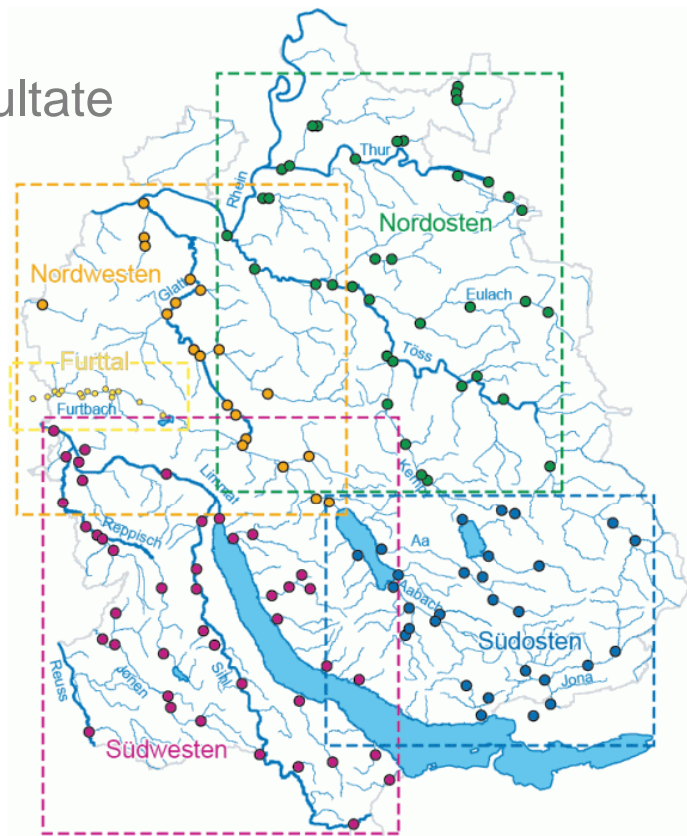 ultate
Thur
Rhein
Nordosten
Nordwesten
Glatt
Eulach
Töss
Furttal
Furtbach
Kempt
Limmat
Reppisch
Aa
Aabach
Südosten
Jona
Reuss
Jonen
Sihl
Südwesten